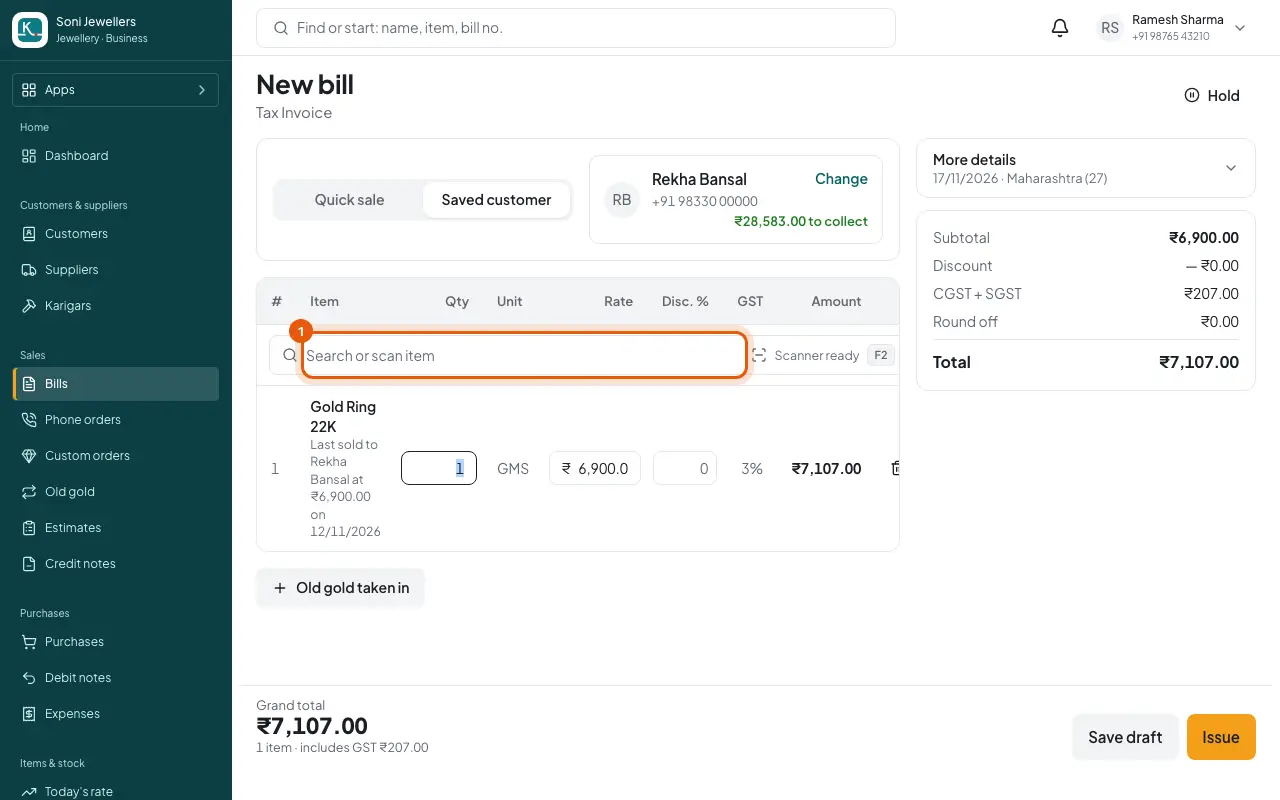 Soni Jewellers
Jewellery · Business
Apps
Home
Dashboard
Customers & suppliers
Customers
Suppliers
Karigars
Sales
Bills
Phone orders
Custom orders
Old gold
Estimates
Credit notes
Purchases
Purchases
Debit notes
Expenses
Items & stock
Today's rate
Find or start: name, item, bill no.
RS
Ramesh Sharma
+91 98765 43210
New bill
Tax Invoice
Hold
Quick sale
Saved customer
RB
Rekha Bansal
Change
+91 98330 00000
₹28,583.00 to collect
# Item Qty Unit Rate Disc. % GST Amount
1
Search or scan item
Scanner ready F2
1
Gold Ring
22K
Last sold to
Rekha
Bansal at
₹6,900.00
on
12/11/2026
1 GMS ₹ 6,900.0 0 3% ₹7,107.00
Old gold taken in
More details
17/11/2026 · Maharashtra (27)
Subtotal ₹6,900.00
Discount — ₹0.00
CGST + SGST ₹207.00
Round off ₹0.00
Total ₹7,107.00
Grand total
₹7,107.00
1 item · includes GST ₹207.00
Save draft
Issue